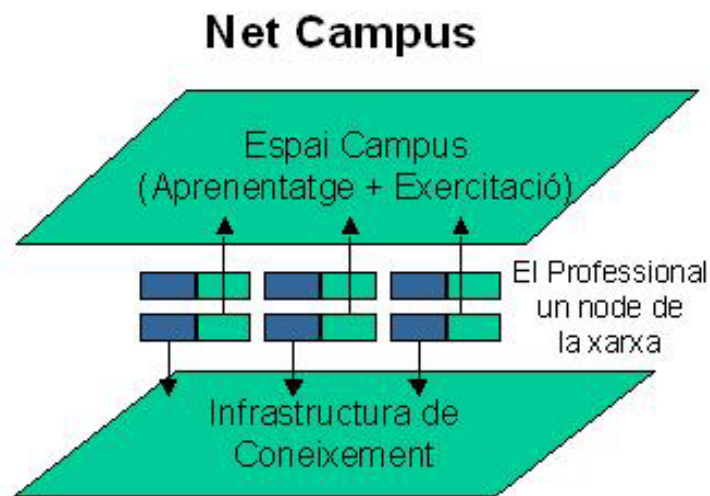 Net Campus
Espai Campus
(Aprenentatge + Exercitació)
El Professional
un node de
la xarxa
Infrastructura de
Coneixement